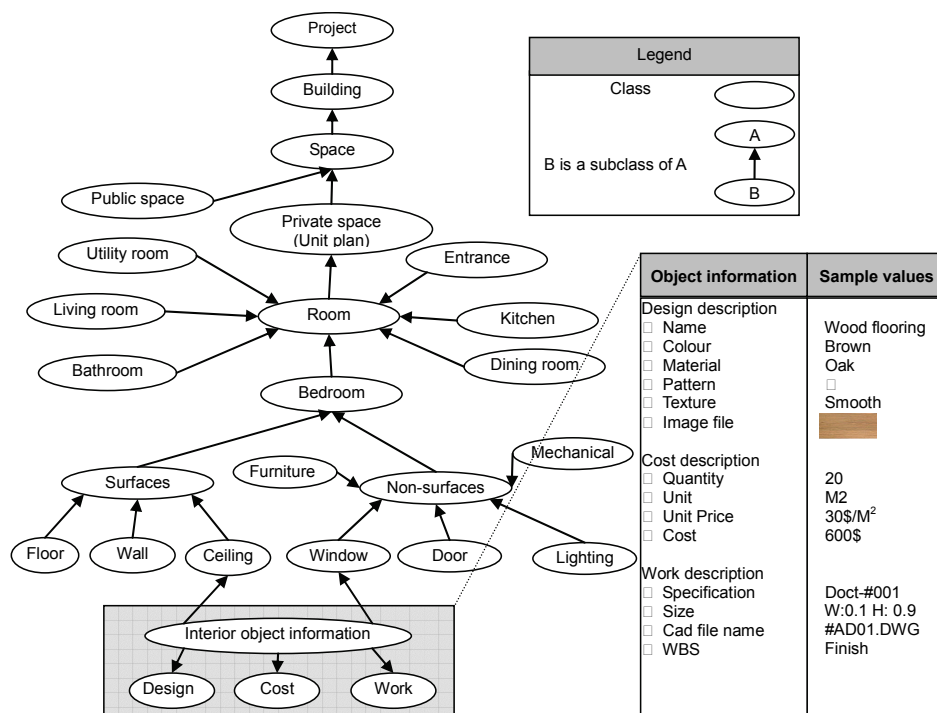 Project
Building
Space
Public space
Private space
(Unit plan)
Utility room
Entrance
Living room
Room
Kitchen
Bathroom
Dining room
Bedroom
Surfaces
Furniture
Non-surfaces
Mechanical
Floor
Wall
Ceiling
Window
Door
Lighting
Interior object information
Design
Cost
Work
Legend
Class
A
B is a subclass of A
B
Object information Sample values
Design description
□ Name Wood flooring
□ Colour Brown
□ Material Oak
□ Pattern □
□ Texture Smooth
□ Image file
Cost description
□ Quantity 20
□ Unit M2
□ Unit Price 30$/M²
□ Cost 600$
Work description
□ Specification Doct-#001
□ Size W:0.1 H: 0.9
□ Cad file name #AD01.DWG
□ WBS Finish